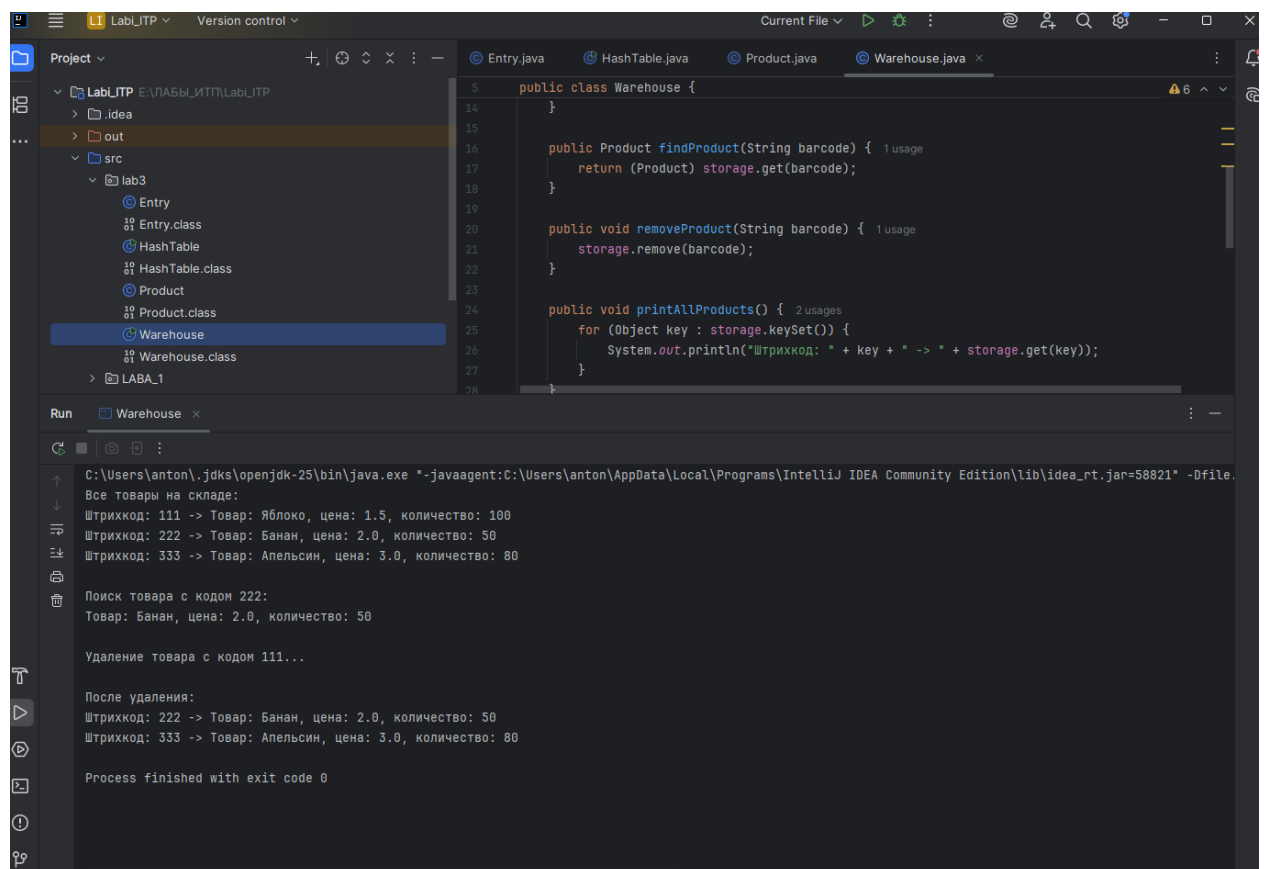 LI Labi_ITP Version control Current File
Project
Entry.java HashTable.java Product.java Warehouse.java
Labi_ITP E:\ЛАБЫ_ИТП\Labi_ITP
.idea
out
src
lab3
Entry
Entry.class
HashTable
HashTable.class
Product
Product.class
Warehouse
Warehouse.class
LABA_1
6
5 public class Warehouse {
14 }
15
16 public Product findProduct(String barcode) { 1 usage
17 return (Product) storage.get(barcode);
18 }
19
20 public void removeProduct(String barcode) { 1 usage
21 storage.remove(barcode);
22 }
23
24 public void printAllProducts() { 2 usages
25 for (Object key : storage.keySet()) {
26 System.out.println("Штрихкод: " + key + " -> " + storage.get(key));
27 }
28 }
Run Warehouse
C:\Users\anton\.jdks\openjdk-25\bin\java.exe "-javaagent:C:\Users\anton\AppData\Local\Programs\IntelliJ IDEA Community Edition\lib\idea_rt.jar=58821" -Dfile.
Все товары на складе:
Штрихкод: 111 -> Товар: Яблоко, цена: 1.5, количество: 100
Штрихкод: 222 -> Товар: Банан, цена: 2.0, количество: 50
Штрихкод: 333 -> Товар: Апельсин, цена: 3.0, количество: 80
Поиск товара с кодом 222:
Товар: Банан, цена: 2.0, количество: 50
Удаление товара с кодом 111...
После удаления:
Штрихкод: 222 -> Товар: Банан, цена: 2.0, количество: 50
Штрихкод: 333 -> Товар: Апельсин, цена: 3.0, количество: 80
Process finished with exit code 0